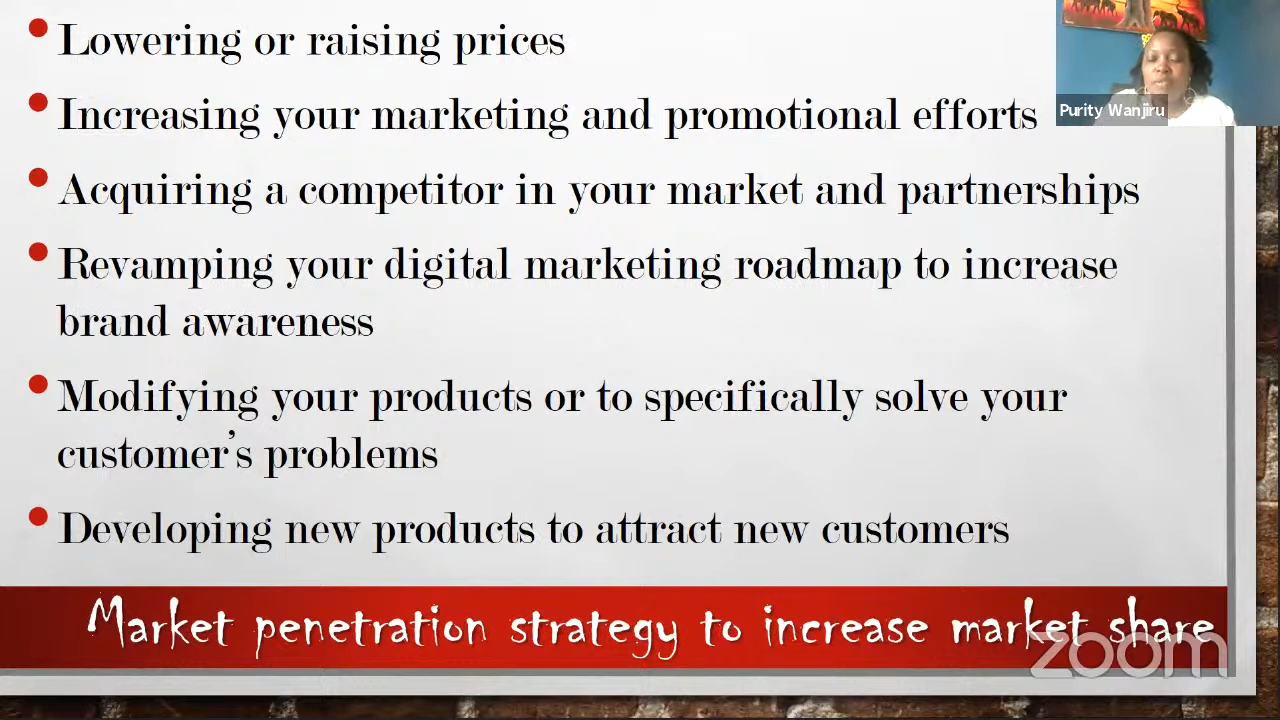 Lowering or raising prices
Increasing your marketing and promotional efforts
Purity Wanjiru
Acquiring a competitor in your market and partnerships
Revamping your digital marketing roadmap to increase
brand awareness
Modifying your products or to specifically solve your
customer's problems
Developing new products to attract new customers
Market penetration strategy to increase market share
zoom